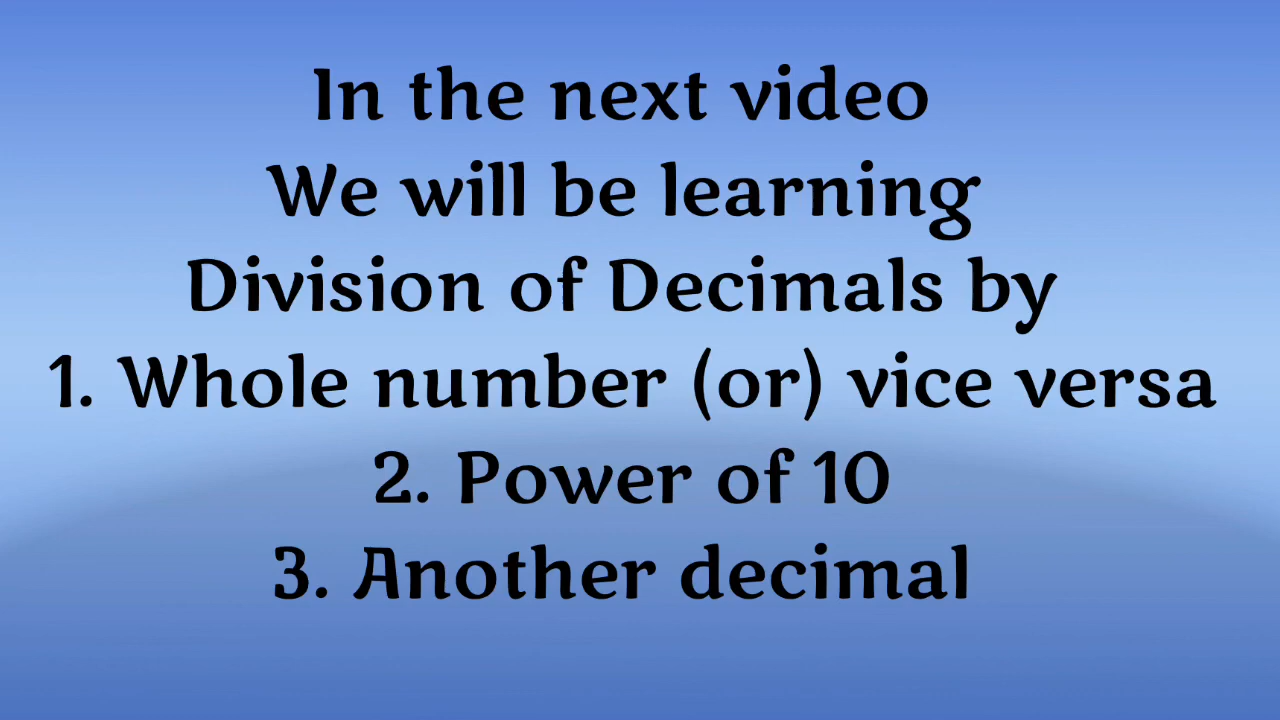 In the next video
We will be learning
Division of Decimals by
1. Whole number (or) vice versa
2. Power of 10
3. Another decimal